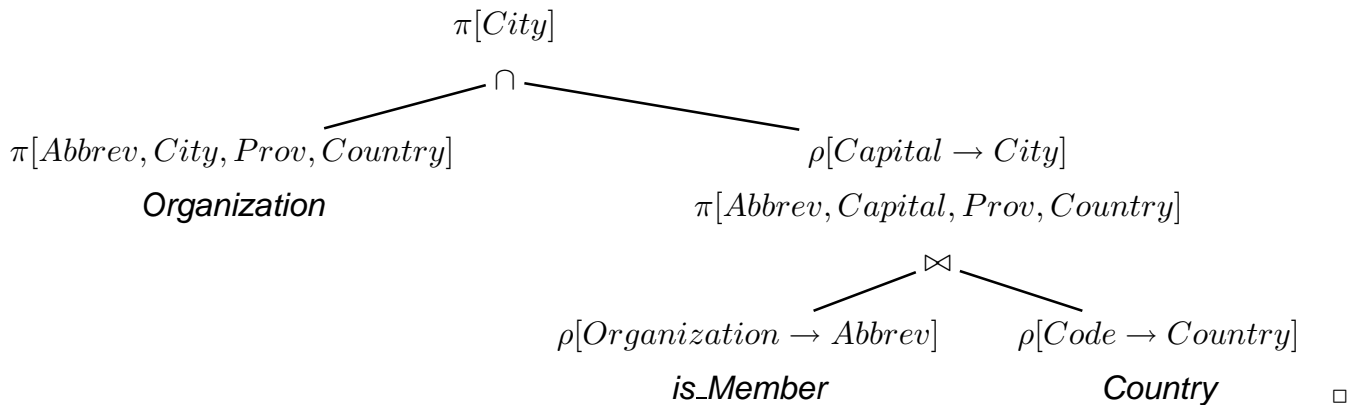 π[City]
∩
π[Abbrev, City, Prov, Country] ρ[Capital → City]
Organization π[Abbrev, Capital, Prov, Country]
⋈
ρ[Organization → Abbrev] ρ[Code → Country]
is_Member Country □